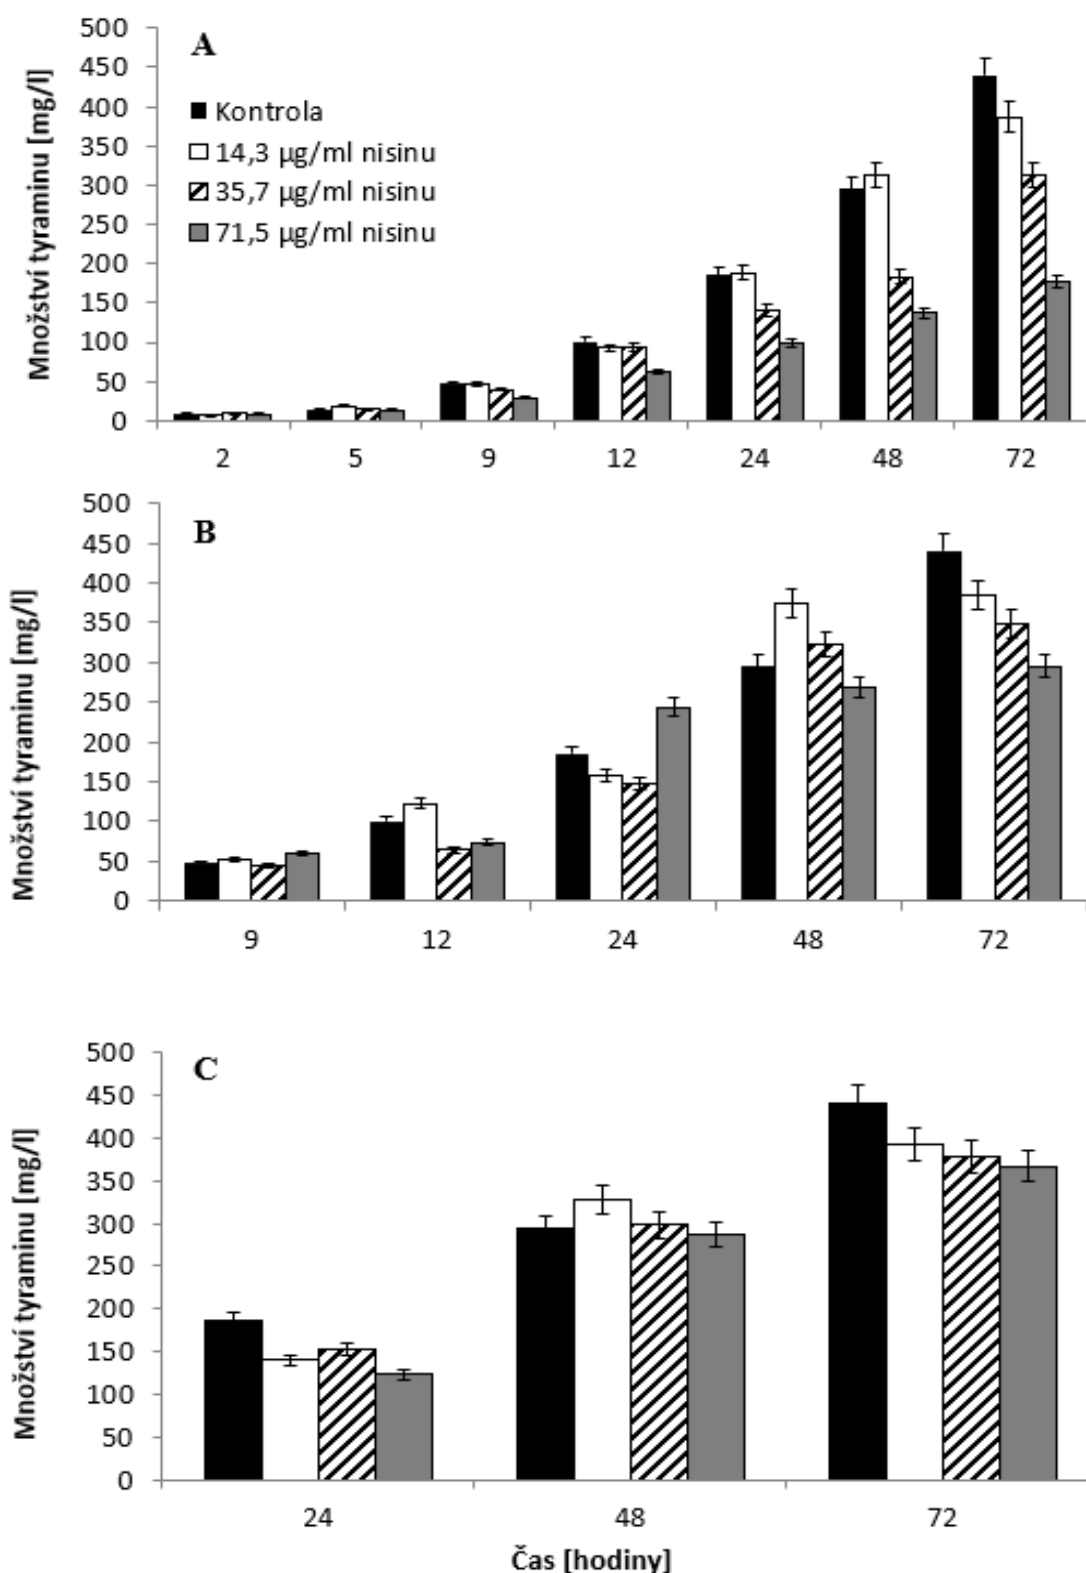 A
Množství tyraminu [mg/l]
500
450
400
350
300
250
200
150
100
50
0
Kontrola
14,3 µg/ml nisinu
35,7 µg/ml nisinu
71,5 µg/ml nisinu
2 5 9 12 24 48 72
B
Množství tyraminu [mg/l]
500
450
400
350
300
250
200
150
100
50
0
9 12 24 48 72
C
Množství tyraminu [mg/l]
500
450
400
350
300
250
200
150
100
50
0
24 48 72
Čas [hodiny]